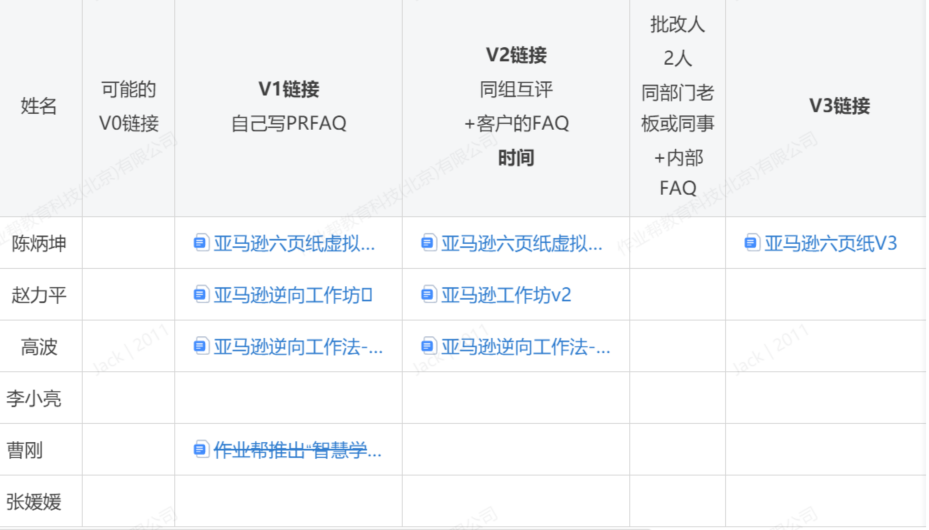 姓名
可能的
V0链接
V1链接
自己写PRFAQ
V2链接
同组互评
+客户的FAQ
时间
批改人
2人
同部门老
板或同事
+内部
FAQ
V3链接
陈炳坤
亚马逊六页纸虚拟...
亚马逊六页纸虚拟...
亚马逊六页纸V3
赵力平
亚马逊逆向工作坊
亚马逊工作坊v2
高波
亚马逊逆向工作法-...
亚马逊逆向工作法-...
李小亮
曹刚
作业帮推出“智慧学...
张媛媛
作业帮教育科技(北京)有限公司
Jack | 2011